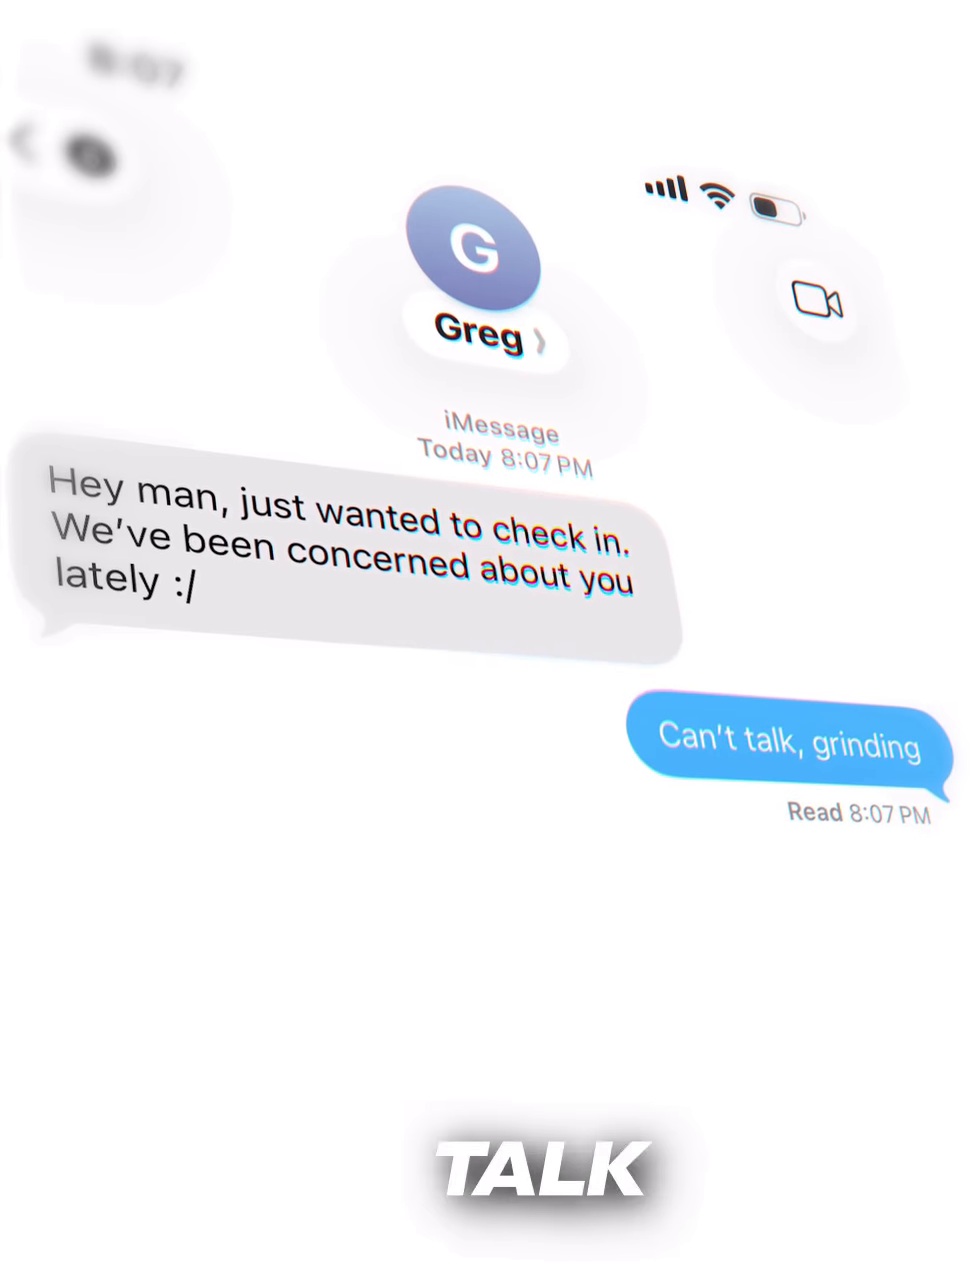 8:07
G
Greg
iMessage
Today 8:07 PM
Hey man, just wanted to check in.
We've been concerned about you
lately :/
Can't talk, grinding
Read 8:07 PM
TALK